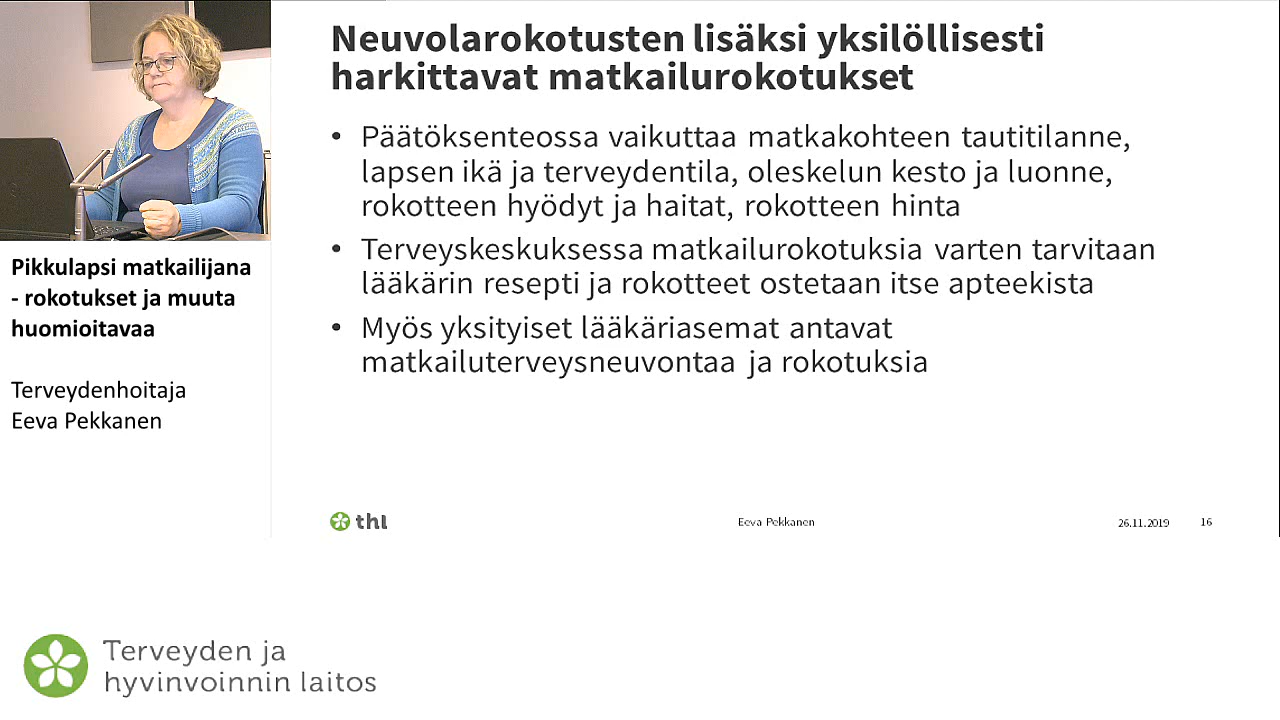 Neuvolarokotusten lisäksi yksilöllisesti
harkittavat matkailurokotukset
• Päätöksenteossa vaikuttaa matkakohteen tautitilanne,
lapsen ikä ja terveydentila, oleskelun kesto ja luonne,
rokotteen hyödyt ja haitat, rokotteen hinta
• Terveyskeskuksessa matkailurokotuksia varten tarvitaan
lääkärin resepti ja rokotteet ostetaan itse apteekista
• Myös yksityiset lääkäriasemat antavat
matkailuterveysneuvontaa ja rokotuksia
Pikkulapsi matkailijana
- rokotukset ja muuta
huomioitavaa
Terveydenhoitaja
Eeva Pekkanen
thl
Eeva Pekkanen
26.11.2019
16
Terveyden ja
hyvinvoinnin laitos